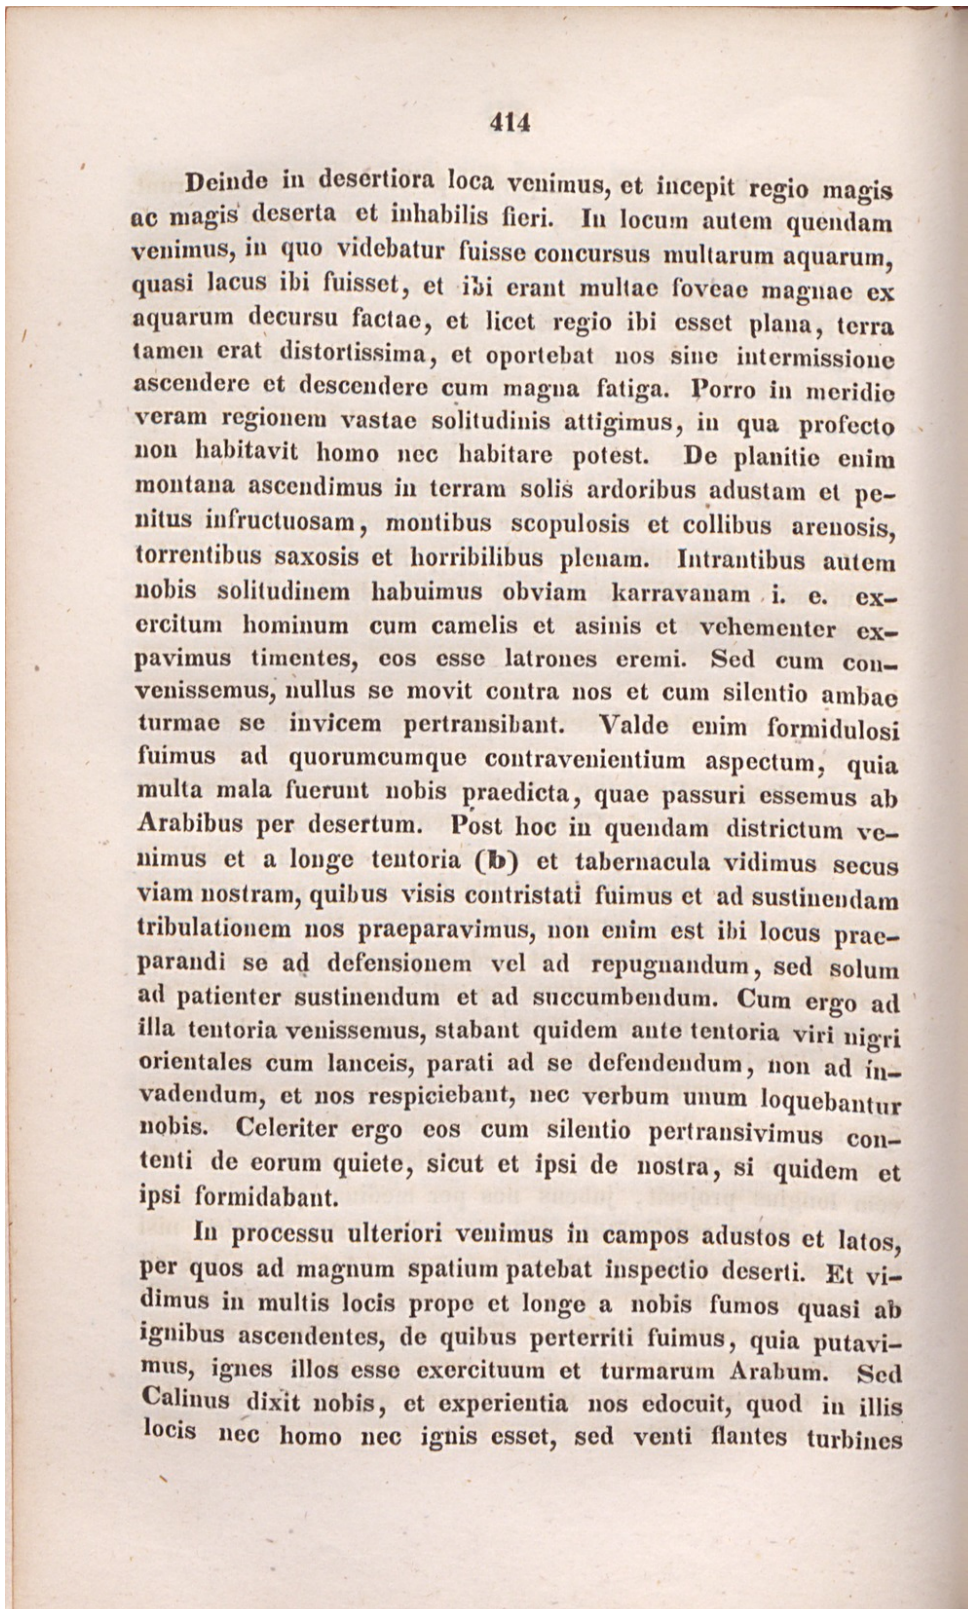 414
Deinde in desertiora loca venimus, et incepit regio magis
ac magis deserta et inhabilis fieri. In locum autem quendam
venimus, in quo videbatur fuisse concursus multarum aquarum,
quasi lacus ibi fuisset, et ibi erant multae foveae magnae ex
aquarum decursu factae, et licet regio ibi esset plana, terra
tamen erat distortissima, et oportebat nos sine intermissione
ascendere et descendere cum magna fatiga. Porro in meridie
veram regionem vastae solitudinis attigimus, in qua profecto
non habitavit homo nec habitare potest. De planitie enim
montana ascendimus in terram solis ardoribus adustam et pe-
nitus infructuosam, montibus scopulosis et collibus arenosis,
torrentibus saxosis et horribilibus plenam. Intrantibus autem
nobis solitudinem habuimus obviam karravanam i. e. ex-
ercitum hominum cum camelis et asinis et vehementer ex-
pavimus timentes, eos esse latrones eremi. Sed cum con-
venissemus, nullus se movit contra nos et cum silentio ambae
turmae se invicem pertransibant. Valde enim formidulosi
fuimus ad quorumcumque contravenientium aspectum, quia
multa mala fuerunt nobis praedicta, quae passuri essemus ab
Arabibus per desertum. Post hoc in quendam districtum ve-
nimus et a longe tentoria (b) et tabernacula vidimus secus
viam nostram, quibus visis contristati fuimus et ad sustinendam
tribulationem nos praeparavimus, non enim est ibi locus prae-
parandi se ad defensionem vel ad repugnandum, sed solum
ad patienter sustinendum et ad succumbendum. Cum ergo ad
illa tentoria venissemus, stabant quidem ante tentoria viri nigri
orientales cum lanceis, parati ad se defendendum, non ad in-
vadendum, et nos respiciebant, nec verbum unum loquebantur
nobis. Celeriter ergo eos cum silentio pertransivimus con-
tenti de eorum quiete, sicut et ipsi de nostra, si quidem et
ipsi formidabant.
In processu ulteriori venimus in campos adustos et latos,
per quos ad magnum spatium patebat inspectio deserti. Et vi-
dimus in multis locis prope et longe a nobis fumos quasi ab
ignibus ascendentes, de quibus perterriti fuimus, quia putavi-
mus, ignes illos esse exercituum et turmarum Arabum. Sed
Calinus dixit nobis, et experientia nos edocuit, quod in illis
locis nec homo nec ignis esset, sed venti flantes turbines